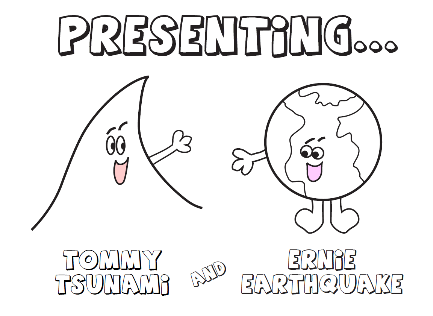 PRESENTiNG...
TOMMY
TSUNAMi
AND
ERNiE
EARTHQUAKE